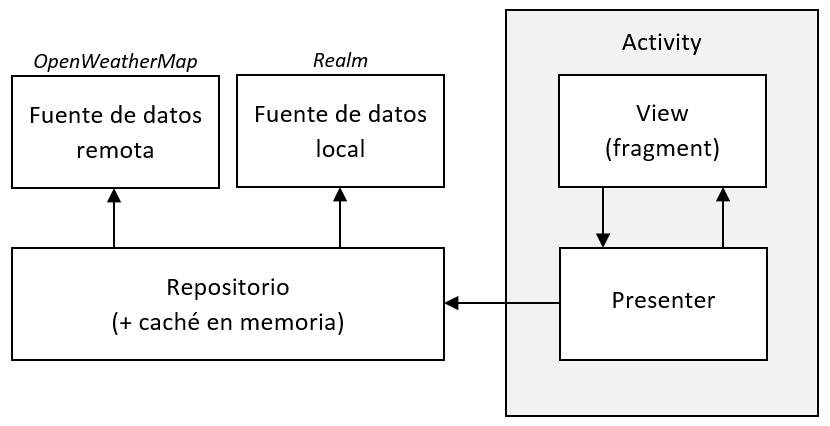 OpenWeatherMap
Fuente de datos
remota
Realm
Fuente de datos
local
Repositorio
(+ caché en memoria)
Activity
View
(fragment)
Presenter